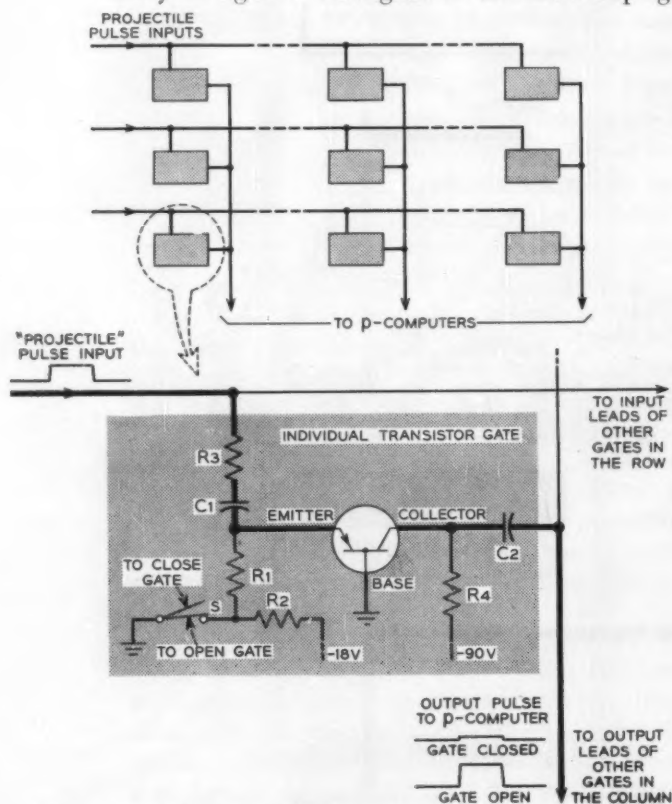 PROJECTILE
PULSE INPUTS
TO p-COMPUTERS
"PROJECTILE"
PULSE INPUT
TO INPUT
LEADS OF
OTHER
GATES IN
THE ROW
INDIVIDUAL TRANSISTOR GATE
R3
C1
EMITTER
COLLECTOR
C2
TO CLOSE
GATE
R1
BASE
R4
S
R2
TO OPEN GATE
-18V
-90V
OUTPUT PULSE
TO p-COMPUTER
GATE CLOSED
GATE OPEN
TO OUTPUT
LEADS OF
OTHER
GATES IN
THE COLUMN